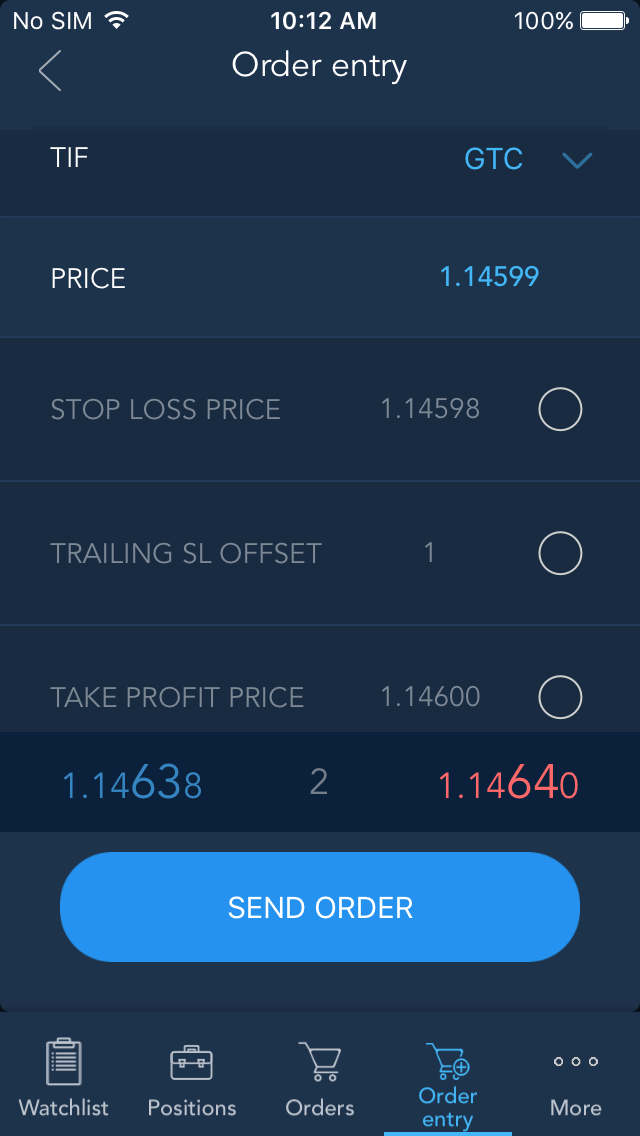 No SIM 10:12 AM 100%
Order entry
TIF GTC
PRICE 1.14599
STOP LOSS PRICE 1.14598
TRAILING SL OFFSET 1
TAKE PROFIT PRICE 1.14600
1.14638 2 1.14640
SEND ORDER
Watchlist Positions Orders Order entry More